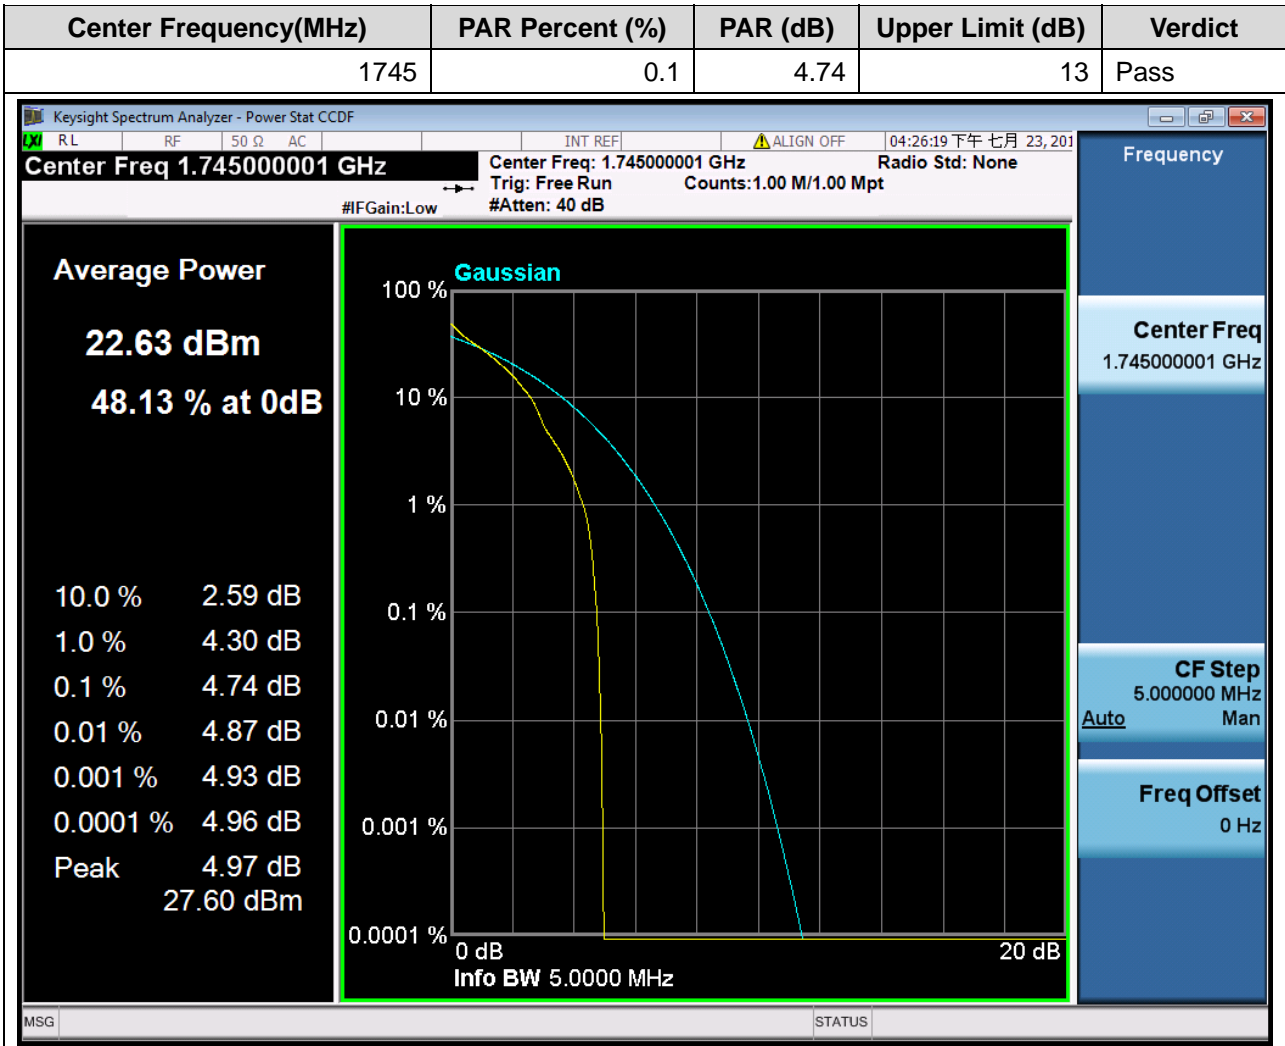 Center Frequency(MHz) PAR Percent (%) PAR (dB) Upper Limit (dB) Verdict
1745 0.1 4.74 13 Pass
Keysight Spectrum Analyzer - Power Stat CCDF
LXI RL RF 50 Ω AC INT REF ALIGN OFF 04:26:19 下午 七月 23, 201
Center Freq 1.745000001 GHz
Center Freq: 1.745000001 GHz Radio Std: None
Trig: Free Run Counts:1.00 M/1.00 Mpt
#IFGain:Low #Atten: 40 dB
Average Power
22.63 dBm
48.13 % at 0dB
10.0 % 2.59 dB
1.0 % 4.30 dB
0.1 % 4.74 dB
0.01 % 4.87 dB
0.001 % 4.93 dB
0.0001 % 4.96 dB
Peak 4.97 dB
27.60 dBm
Gaussian
100 %
10 %
1 %
0.1 %
0.01 %
0.001 %
0.0001 %
0 dB 20 dB
Info BW 5.0000 MHz
Frequency
Center Freq
1.745000001 GHz
CF Step
5.000000 MHz
Auto Man
Freq Offset
0 Hz
MSG STATUS